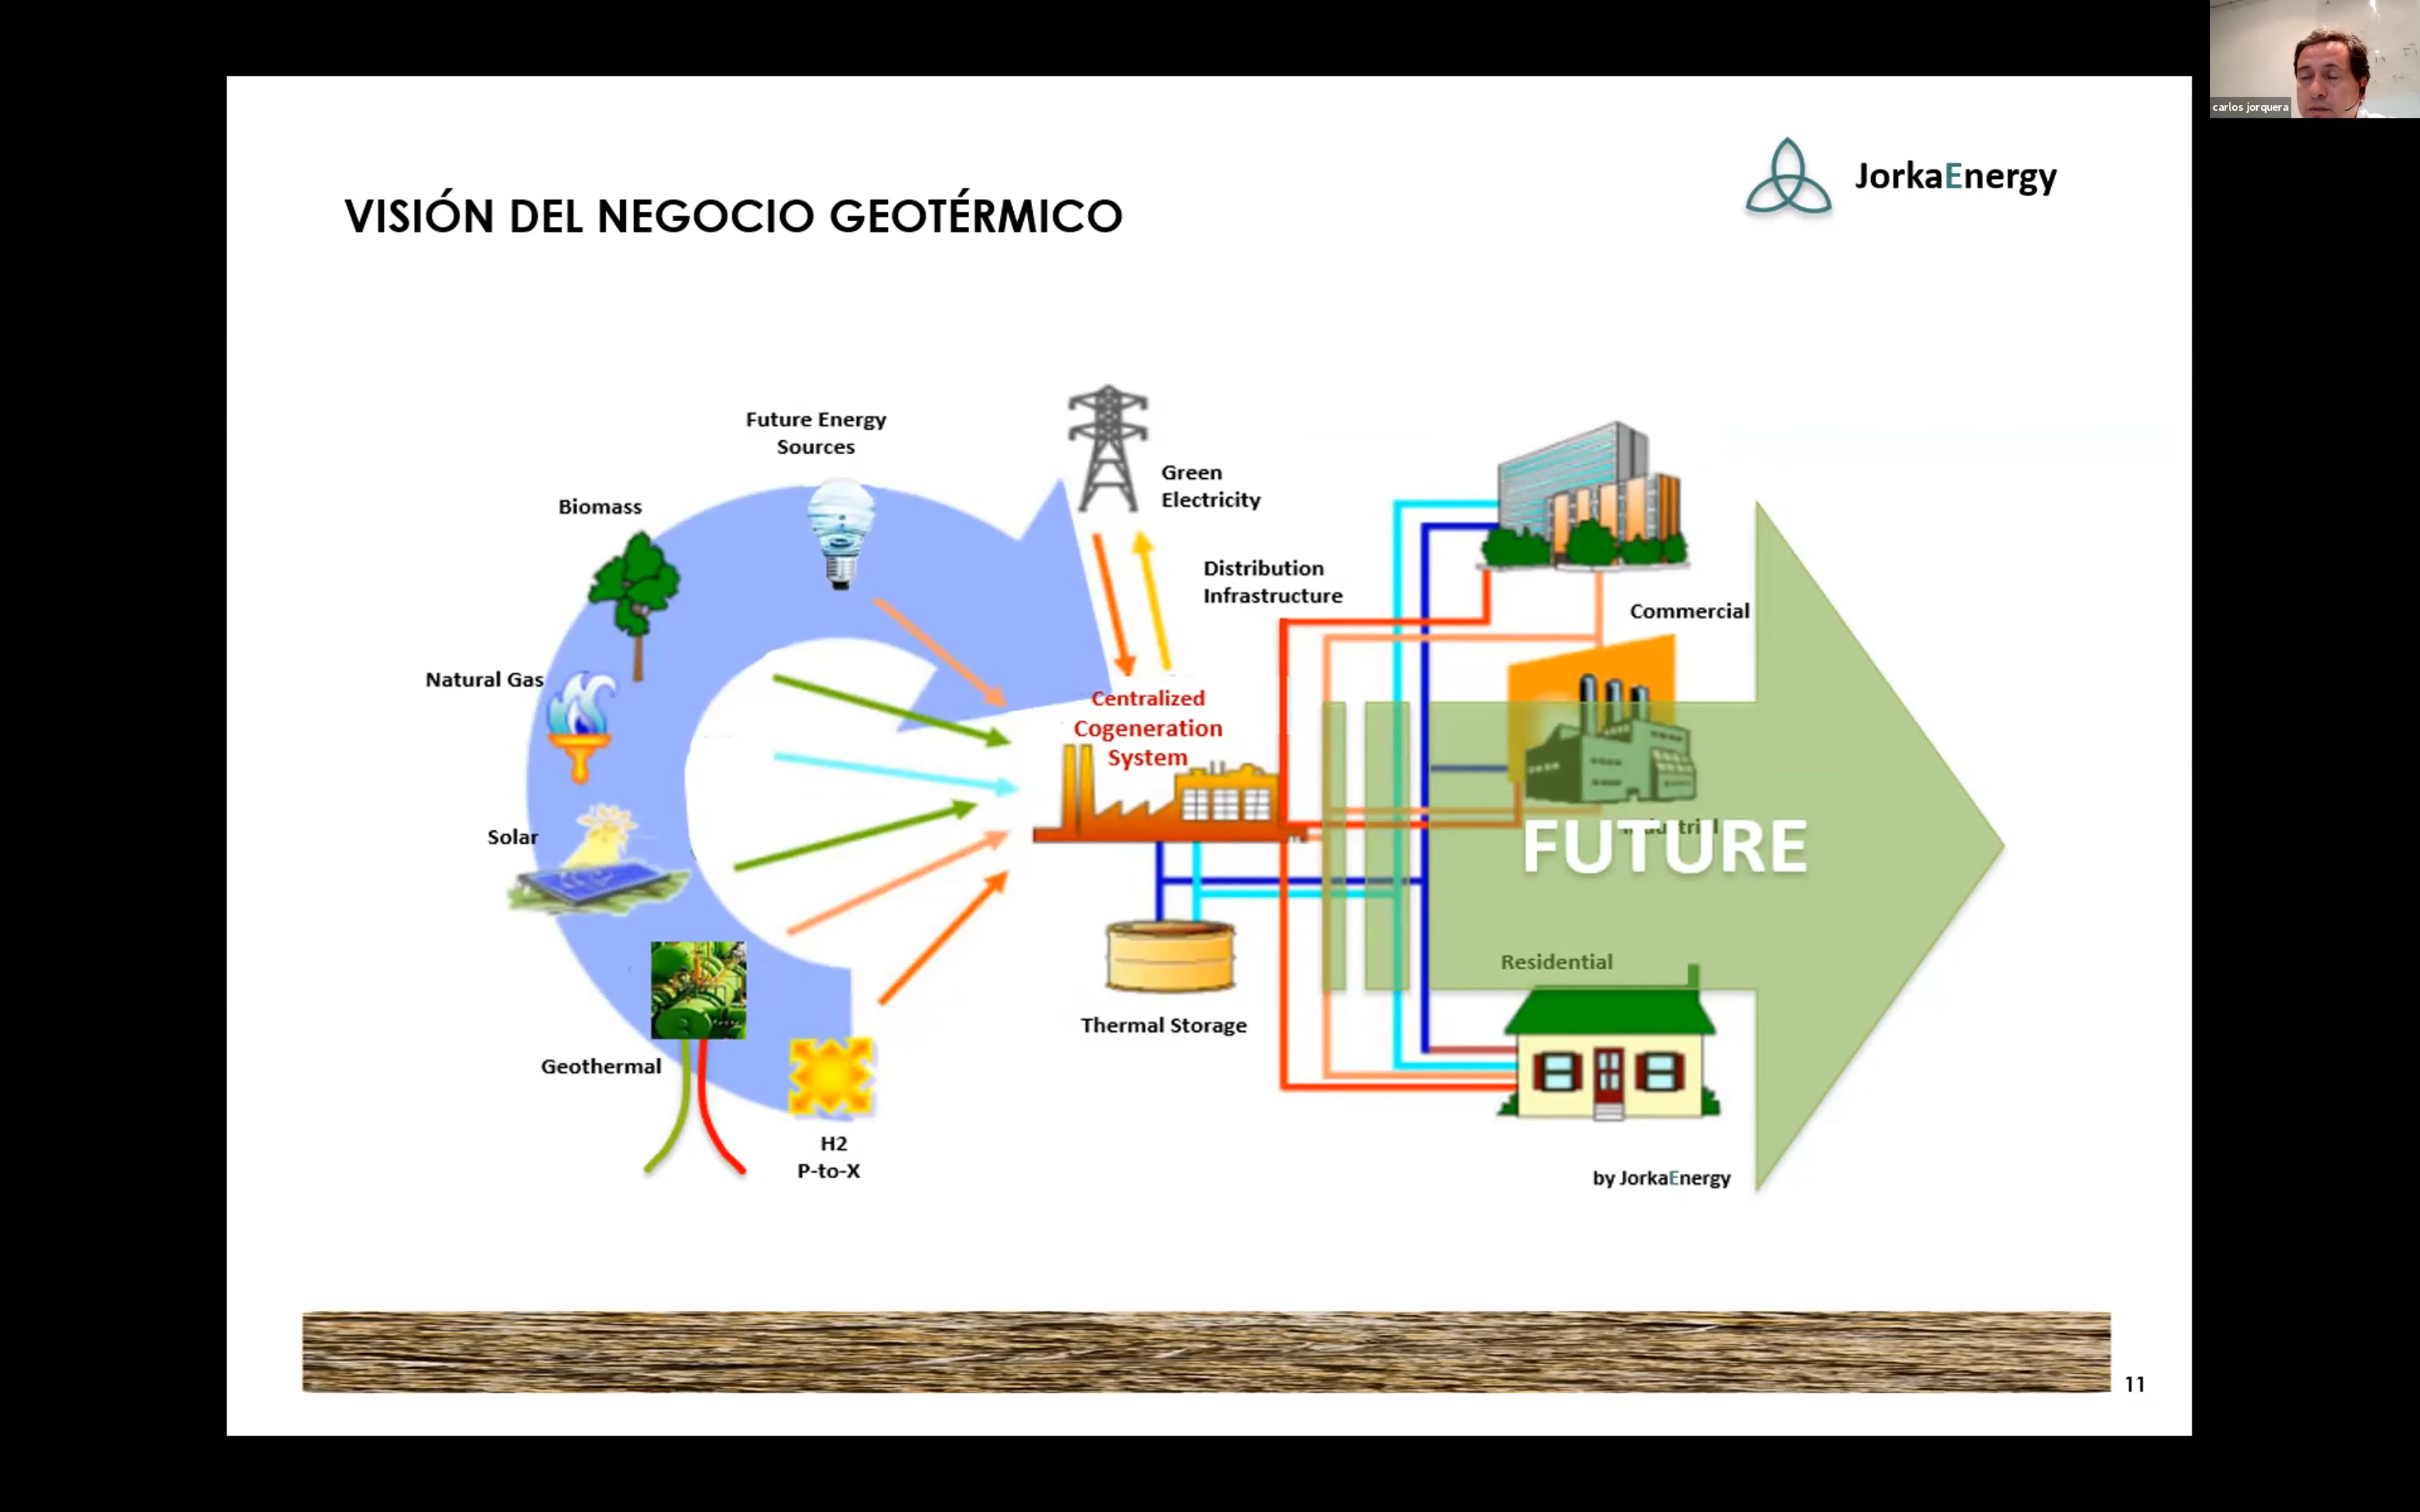 carlos jorquera
JorkaEnergy
VISIÓN DEL NEGOCIO GEOTÉRMICO
Future Energy
Sources
Green
Electricity
Biomass
Distribution
Infrastructure
Commercial
Natural Gas
Centralized
Cogeneration
System
Solar
Industrial
FUTURE
Residential
Thermal Storage
Geothermal
H2
P-to-X
by JorkaEnergy
11